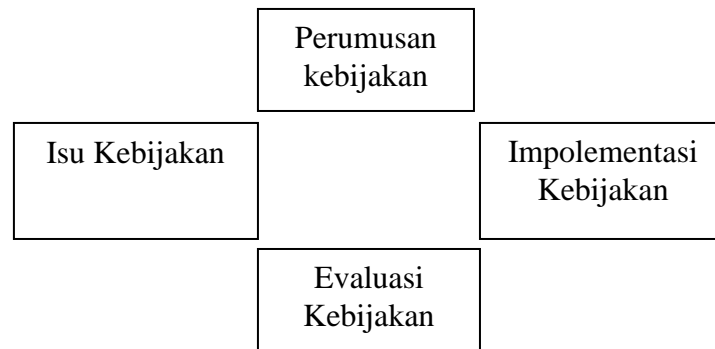 Perumusan
kebijakan
Isu Kebijakan
Impolementasi
Kebijakan
Evaluasi
Kebijakan